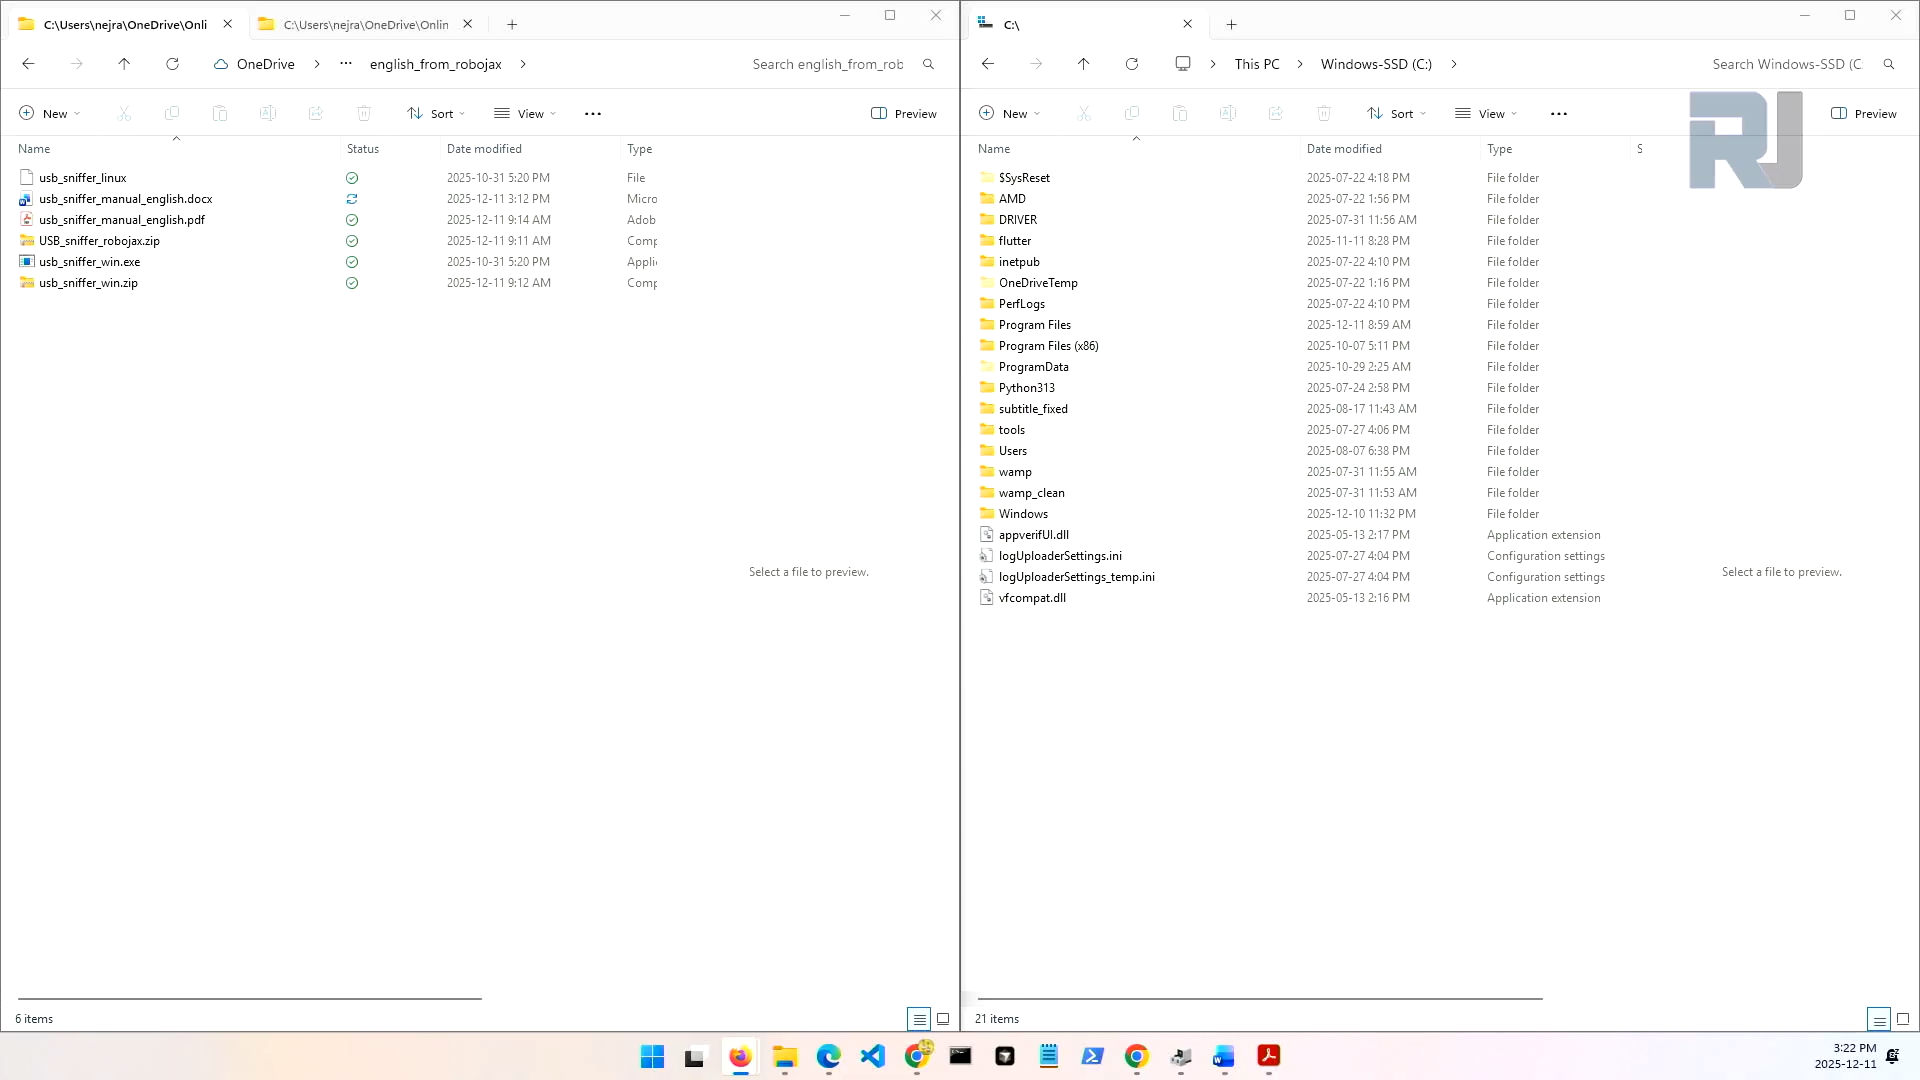 C:\Users\nejra\OneDrive\Onli
C:\Users\nejra\OneDrive\Onlin
OneDrive
english_from_robojax
Search english_from_rob
New
Sort
View
Preview
Name Status Date modified Type
usb_sniffer_linux 2025-10-31 5:20 PM File
usb_sniffer_manual_english.docx 2025-12-11 3:12 PM Micro
usb_sniffer_manual_english.pdf 2025-12-11 9:14 AM Adob
USB_sniffer_robojax.zip 2025-12-11 9:11 AM Comp
usb_sniffer_win.exe 2025-10-31 5:20 PM Appli
usb_sniffer_win.zip 2025-12-11 9:12 AM Comp
Select a file to preview.
6 items
C:\
This PC
Windows-SSD (C:)
Search Windows-SSD (C:
New
Sort
View
RJ
Preview
Name Date modified Type S
$SysReset 2025-07-22 4:18 PM File folder
AMD 2025-07-22 1:56 PM File folder
DRIVER 2025-07-31 11:56 AM File folder
flutter 2025-11-11 8:28 PM File folder
inetpub 2025-07-22 4:10 PM File folder
OneDriveTemp 2025-07-22 1:16 PM File folder
PerfLogs 2025-07-22 4:10 PM File folder
Program Files 2025-12-11 8:59 AM File folder
Program Files (x86) 2025-10-07 5:11 PM File folder
ProgramData 2025-10-29 2:25 AM File folder
Python313 2025-07-24 2:58 PM File folder
subtitle_fixed 2025-08-17 11:43 AM File folder
tools 2025-07-27 4:06 PM File folder
Users 2025-08-07 6:38 PM File folder
wamp 2025-07-31 11:55 AM File folder
wamp_clean 2025-07-31 11:53 AM File folder
Windows 2025-12-10 11:32 PM File folder
appverifUI.dll 2025-05-13 2:17 PM Application extension
logUploaderSettings.ini 2025-07-27 4:04 PM Configuration settings
logUploaderSettings_temp.ini 2025-07-27 4:04 PM Configuration settings
vfcompat.dll 2025-05-13 2:16 PM Application extension
Select a file to preview.
21 items
3:22 PM
2025-12-11